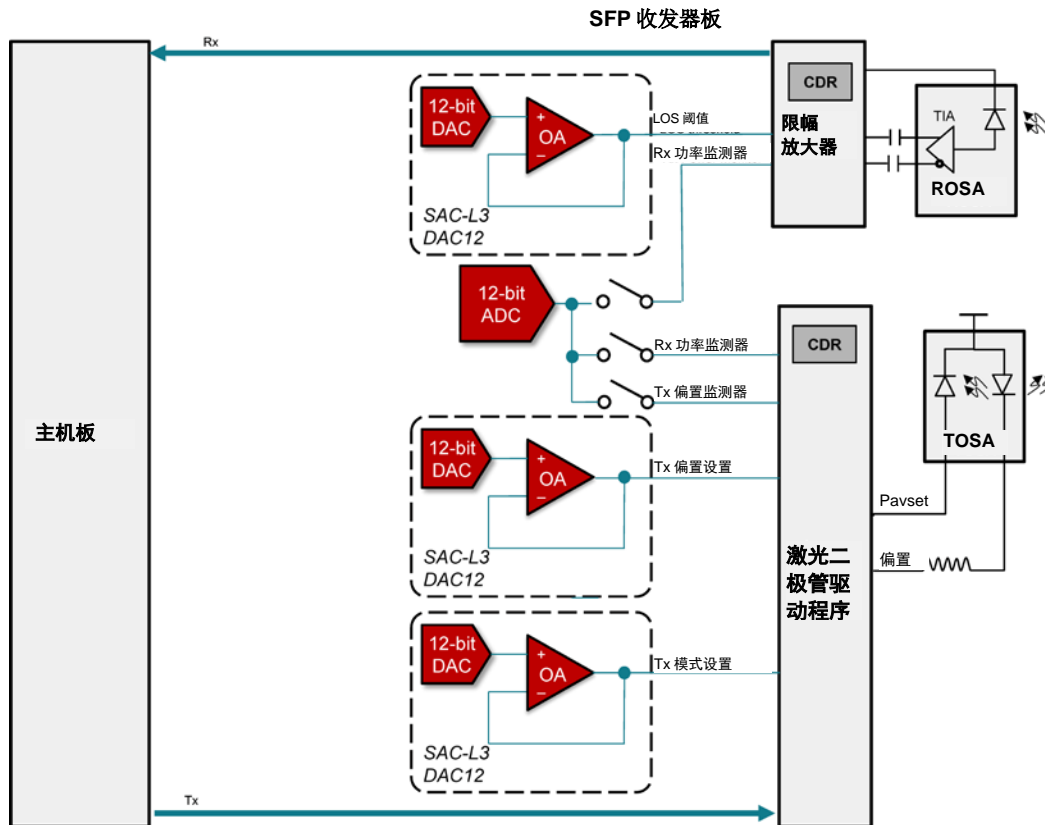 SFP 收发器板
Rx
12-bit
DAC
+
OA
−
SAC-L3
DAC12
LOS 阈值
Rx 功率监测器
CDR
限幅
放大器
TIA
ROSA
12-bit
ADC
Rx 功率监测器
Tx 偏置监测器
CDR
TOSA
主机板
12-bit
DAC
+
OA
−
SAC-L3
DAC12
Tx 偏置设置
Pavset
偏置
激光二
极管驱
动程序
12-bit
DAC
+
OA
−
SAC-L3
DAC12
Tx 模式设置
Tx